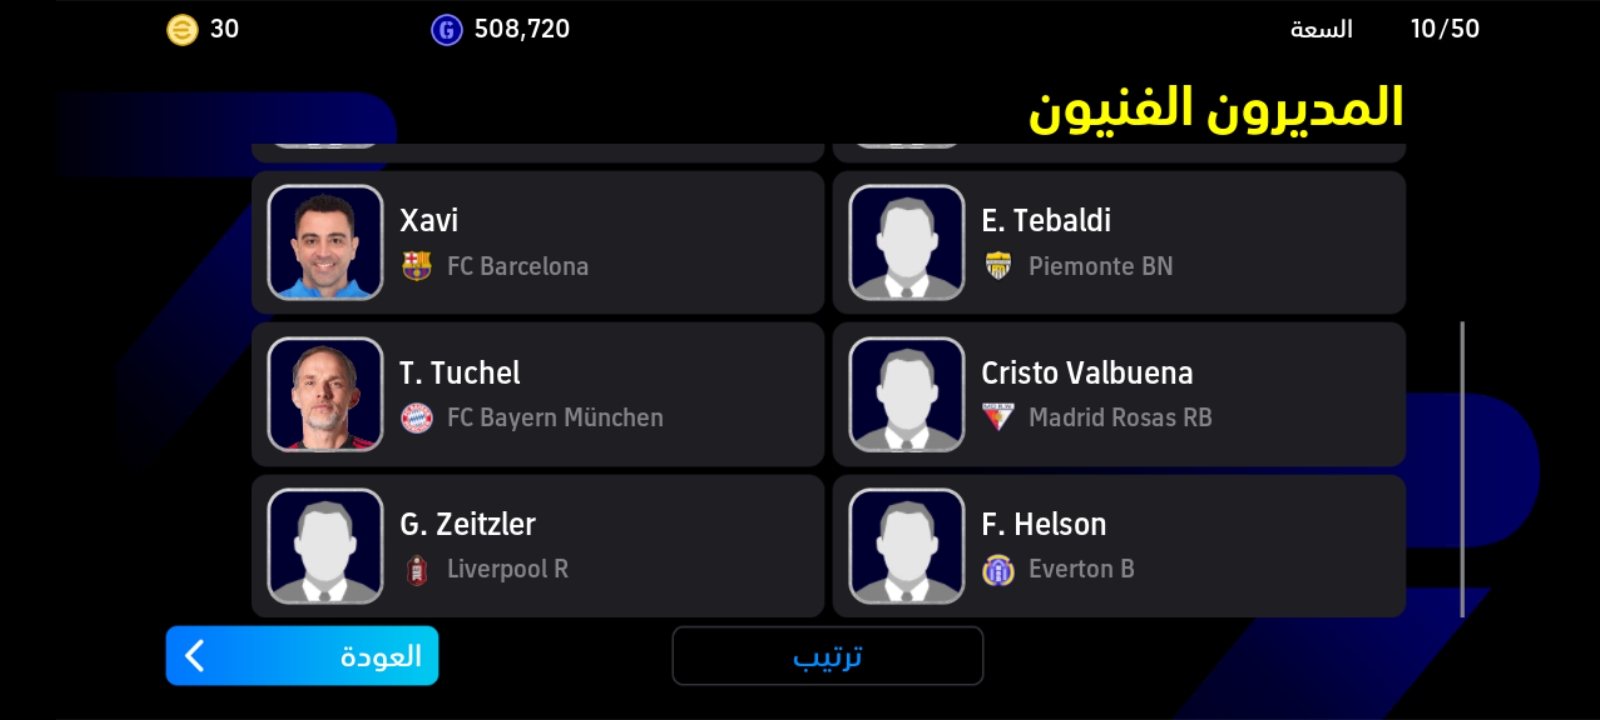 30
508,720
السعة 10/50
المديرون الفنيون
Xavi
FC Barcelona
E. Tebaldi
Piemonte BN
T. Tuchel
FC Bayern München
Cristo Valbuena
Madrid Rosas RB
G. Zeitzler
Liverpool R
F. Helson
Everton B
العودة
ترتيب